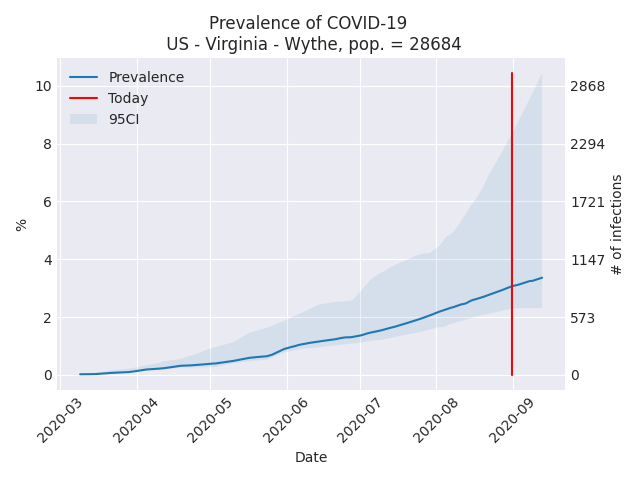 Prevalence of COVID-19
US - Virginia - Wythe, pop. = 28684
Prevalence
Today
95CI
%
10
8
6
4
2
0
2868
2294
1721
1147
573
0
# of infections
2020-03
2020-04
2020-05
2020-06
2020-07
2020-08
2020-09
Date